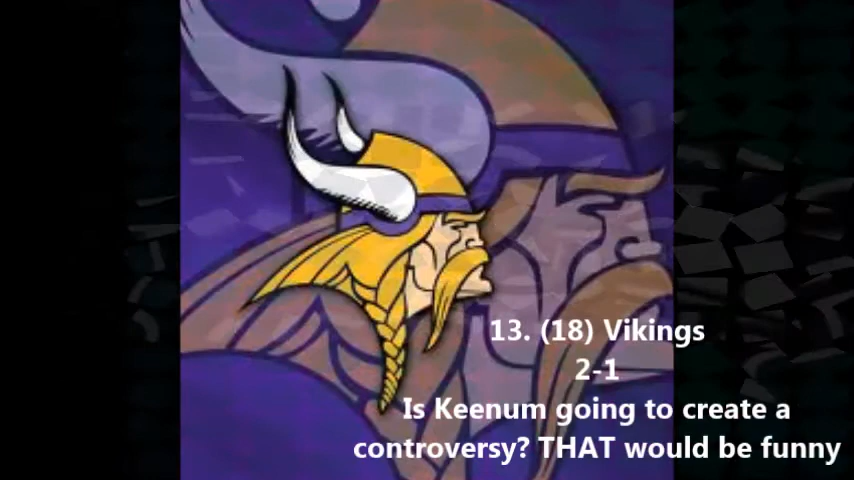 13. (18) Vikings
2-1
Is Keenum going to create a
controversy? THAT would be funny